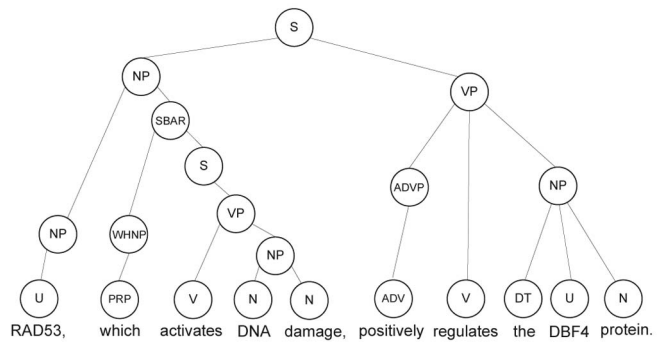 S
NP
VP
SBAR
S
ADVP
NP
VP
NP
WHNP
NP
U
PRP
V
N
N
ADV
V
DT
U
N
RAD53, which activates DNA damage, positively regulates the DBF4 protein.